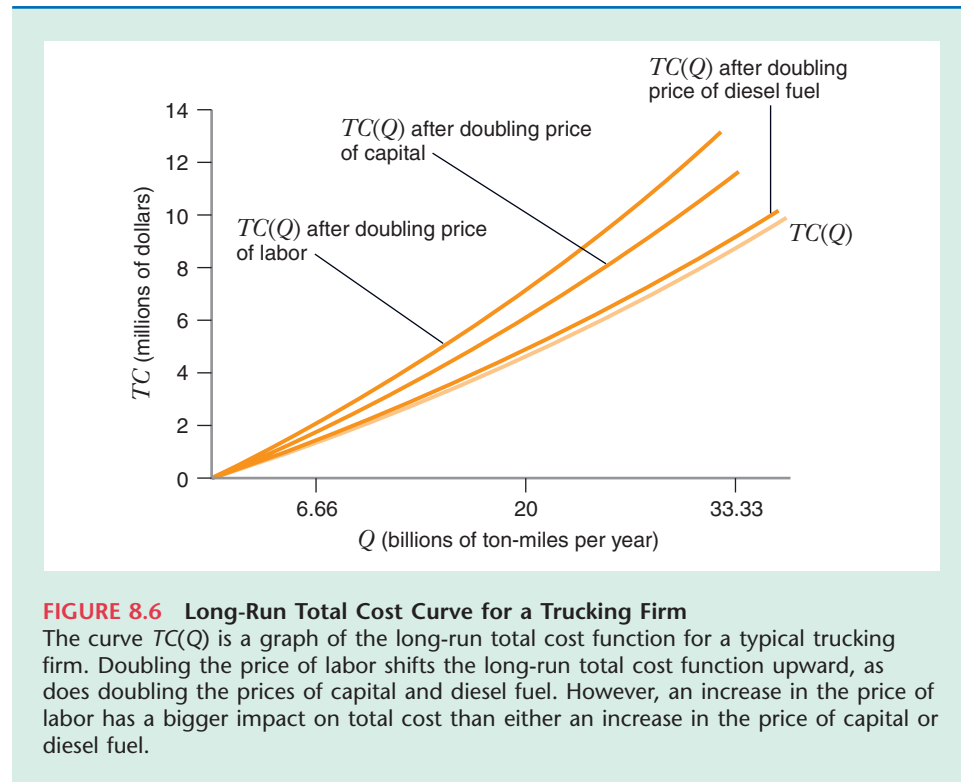 TC(Q) after doubling
price of diesel fuel
TC(Q) after doubling price
of capital
TC(Q) after doubling price
of labor
TC(Q)
TC (millions of dollars)
14
12
10
8
6
4
2
0
6.66 20 33.33
Q (billions of ton-miles per year)
FIGURE 8.6 Long-Run Total Cost Curve for a Trucking Firm
The curve TC(Q) is a graph of the long-run total cost function for a typical trucking
firm. Doubling the price of labor shifts the long-run total cost function upward, as
does doubling the prices of capital and diesel fuel. However, an increase in the price of
labor has a bigger impact on total cost than either an increase in the price of capital or
diesel fuel.